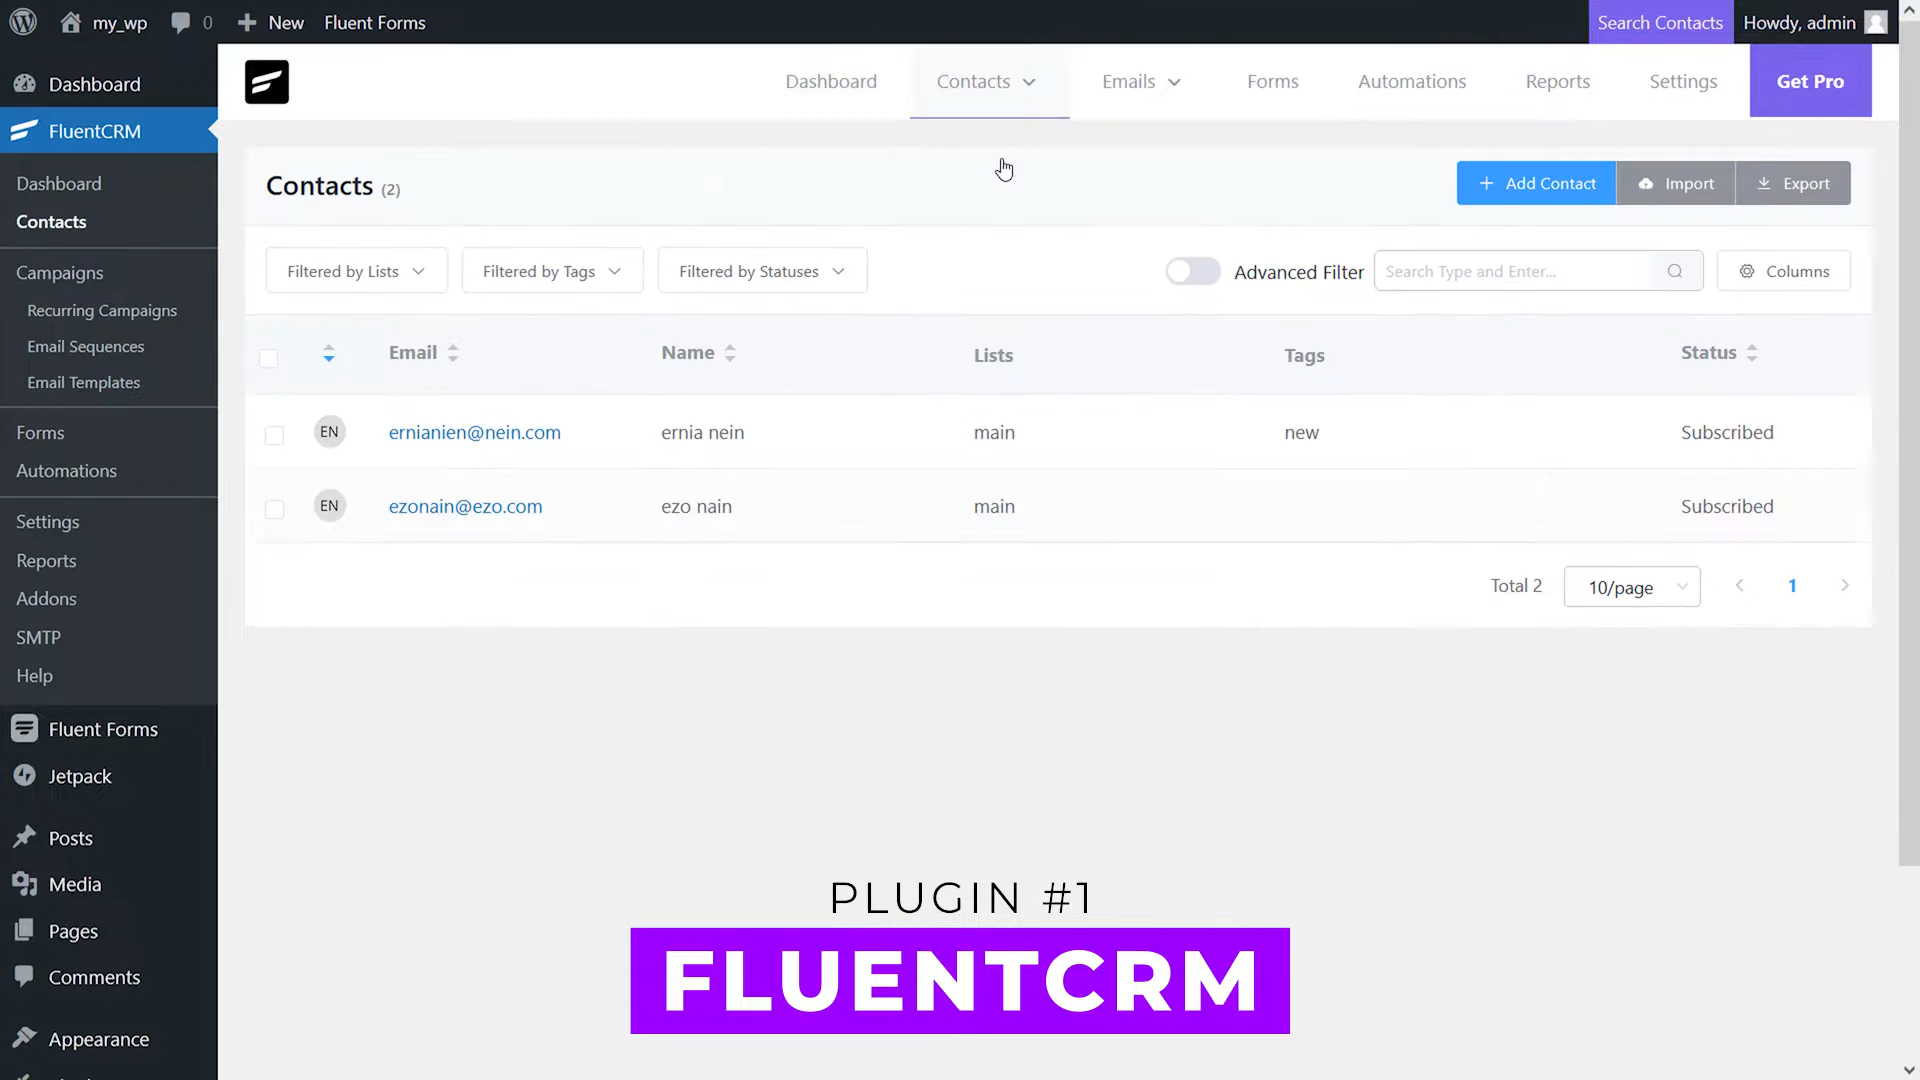 my_wp
0
New
Fluent Forms
Search Contacts
Howdy, admin
Dashboard
FluentCRM
Dashboard
Contacts
Campaigns
Recurring Campaigns
Email Sequences
Email Templates
Forms
Automations
Settings
Reports
Addons
SMTP
Help
Fluent Forms
Jetpack
Posts
Media
Pages
Comments
Appearance
Dashboard
Contacts
Emails
Forms
Automations
Reports
Settings
Get Pro
Contacts (2)
Add Contact
Import
Export
Filtered by Lists
Filtered by Tags
Filtered by Statuses
Advanced Filter
Search Type and Enter...
Columns
Email
Name
Lists
Tags
Status
EN
ernianien@nein.com
ernia nein
main
new
Subscribed
EN
ezonain@ezo.com
ezo nain
main
Subscribed
Total 2
10/page
1
PLUGIN #1
FLUENTCRM